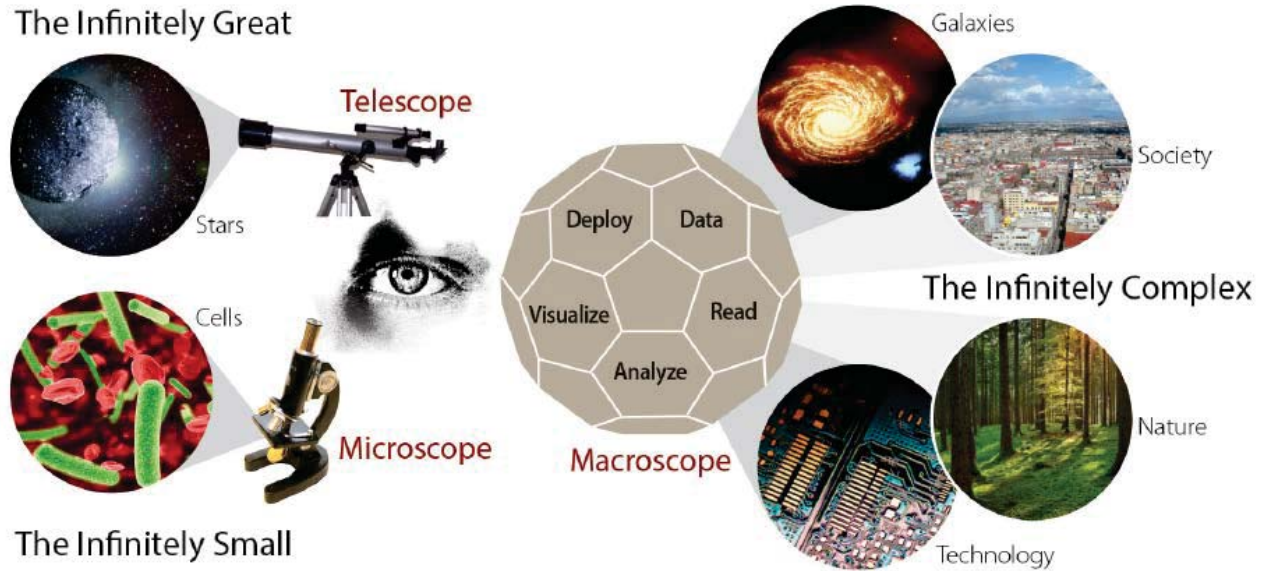 The Infinitely Great
Telescope
Stars
Cells
Microscope
The Infinitely Small
Deploy
Data
Visualize
Read
Analyze
Macroscope
Galaxies
Society
The Infinitely Complex
Nature
Technology